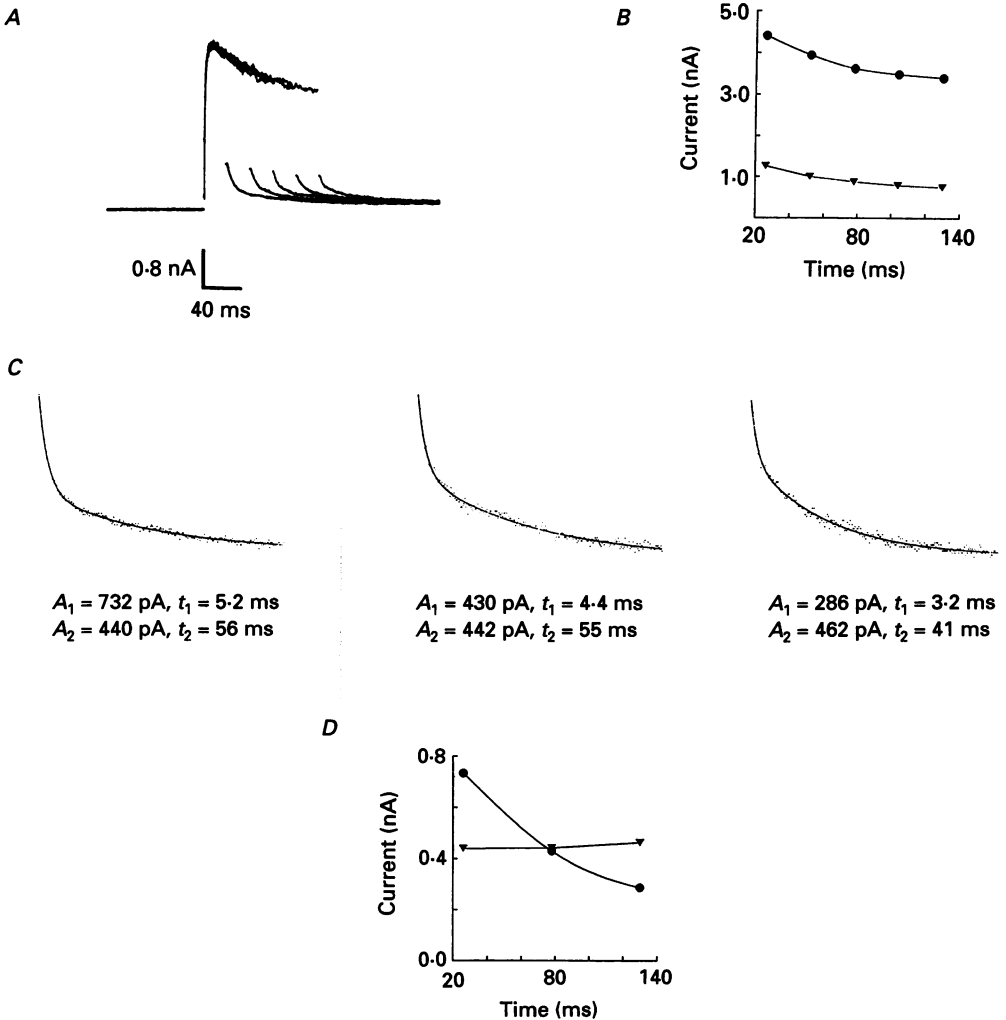 A
0·8 nA
40 ms
B
Current (nA)
5·0
3·0
1·0
20 80 140
Time (ms)
C
A1 = 732 pA, t1 = 5·2 ms
A2 = 440 pA, t2 = 56 ms
A1 = 430 pA, t1 = 4·4 ms
A2 = 442 pA, t2 = 55 ms
A1 = 286 pA, t1 = 3·2 ms
A2 = 462 pA, t2 = 41 ms
D
Current (nA)
0·8
0·4
0·0
20 80 140
Time (ms)